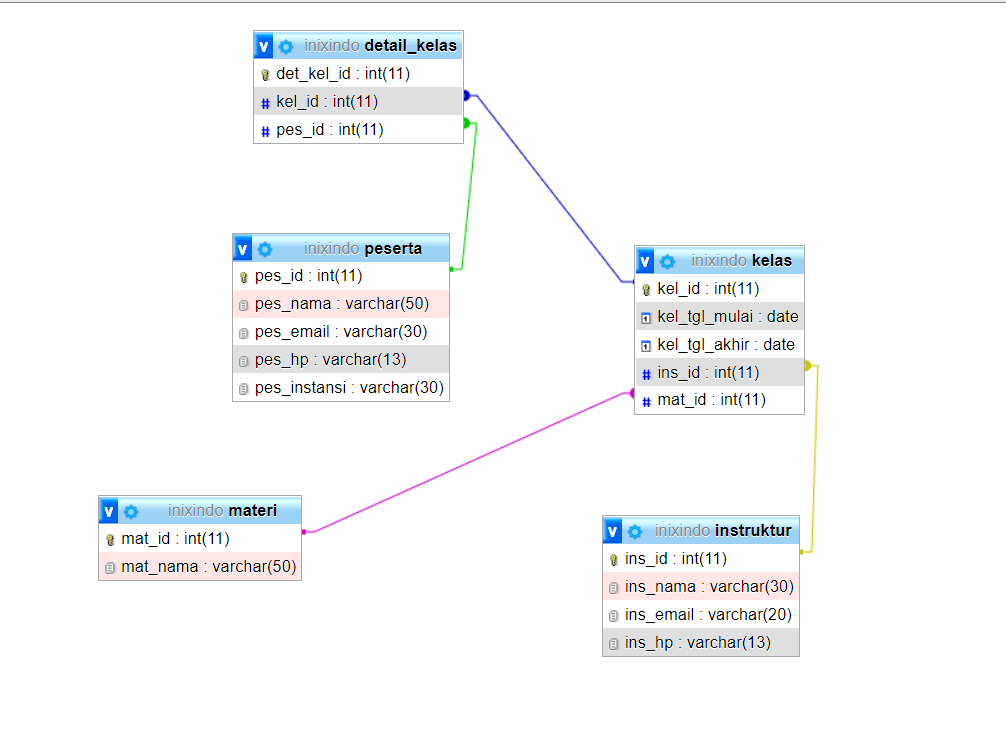 v inixindo detail_kelas
det_kel_id : int(11)
# kel_id : int(11)
# pes_id : int(11)
v inixindo peserta
pes_id : int(11)
pes_nama : varchar(50)
pes_email : varchar(30)
pes_hp : varchar(13)
pes_instansi : varchar(30)
v inixindo kelas
kel_id : int(11)
1 kel_tgl_mulai : date
1 kel_tgl_akhir : date
# ins_id : int(11)
# mat_id : int(11)
v inixindo materi
mat_id : int(11)
mat_nama : varchar(50)
v inixindo instruktur
ins_id : int(11)
ins_nama : varchar(30)
ins_email : varchar(20)
ins_hp : varchar(13)